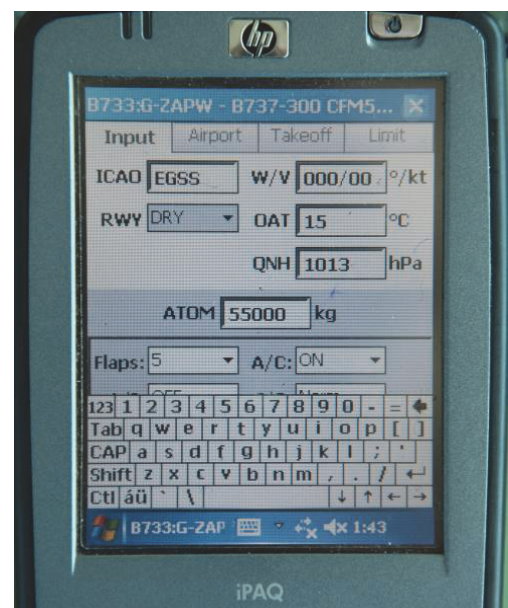 hp
B733:G-ZAPW - B737-300 CFM5... ×
Input Airport Takeoff Limit
ICAO EGSS W/V 000/00 °/kt
RWY DRY OAT 15 °C
QNH 1013 hPa
ATOM 55000 kg
Flaps: 5 A/C: ON
OFF
123 1 2 3 4 5 6 7 8 9 0 - =
Tab q w e r t y u i o p [ ]
CAP a s d f g h j k l ; '
Shift z x c v b n m , . /
Ctl áü ` \
B733:G-ZAP 1:43
iPAQ